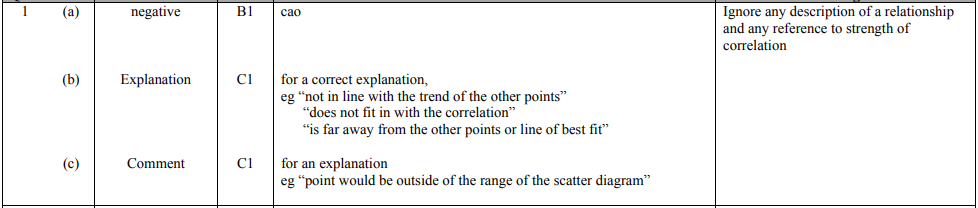 1 (a) negative B1 cao Ignore any description of a relationship
and any reference to strength of
correlation
(b) Explanation C1 for a correct explanation,
eg “not in line with the trend of the other points”
“does not fit in with the correlation”
“is far away from the other points or line of best fit”
(c) Comment C1 for an explanation
eg “point would be outside of the range of the scatter diagram”